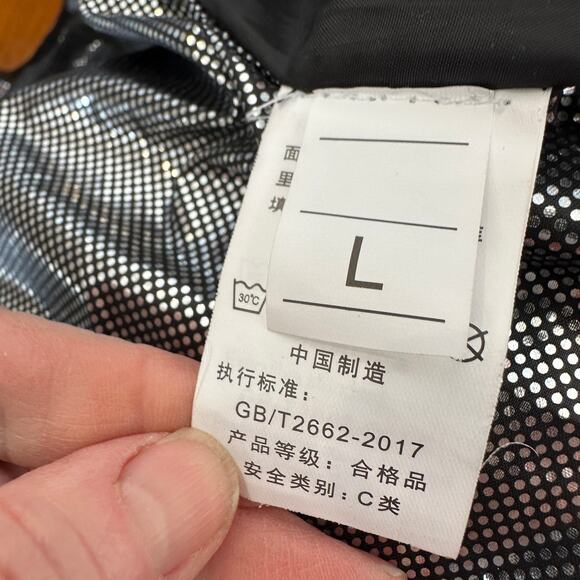 面
里
填
L
30℃
中国制造
执行标准：
GB/T2662-2017
产品等级：合格品
安全类别：C类